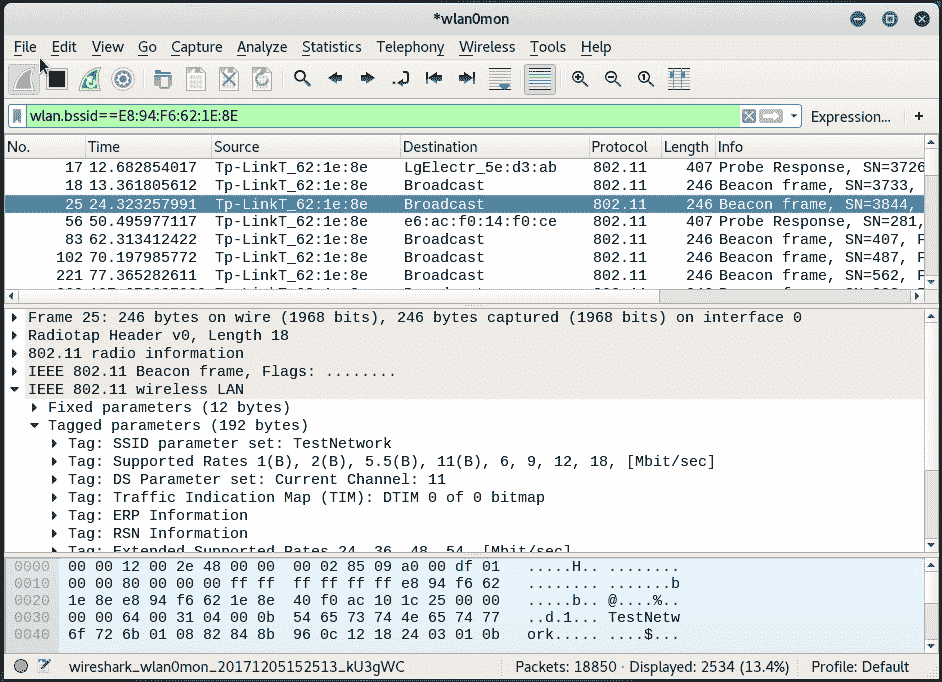 *wlan0mon
File Edit View Go Capture Analyze Statistics Telephony Wireless Tools Help
wlan.bssid==E8:94:F6:62:1E:8E Expression... +
No. Time Source Destination Protocol Length Info
17 12.682854017 Tp-LinkT_62:1e:8e LgElectr_5e:d3:ab 802.11 407 Probe Response, SN=3726
18 13.361805612 Tp-LinkT_62:1e:8e Broadcast 802.11 246 Beacon frame, SN=3733,
25 24.323257991 Tp-LinkT_62:1e:8e Broadcast 802.11 246 Beacon frame, SN=3844,
56 50.495977117 Tp-LinkT_62:1e:8e e6:ac:f0:14:f0:ce 802.11 407 Probe Response, SN=281,
83 62.313412422 Tp-LinkT_62:1e:8e Broadcast 802.11 246 Beacon frame, SN=407, F
102 70.197985772 Tp-LinkT_62:1e:8e Broadcast 802.11 246 Beacon frame, SN=487, F
221 77.365282611 Tp-LinkT_62:1e:8e Broadcast 802.11 246 Beacon frame, SN=562, F
Frame 25: 246 bytes on wire (1968 bits), 246 bytes captured (1968 bits) on interface 0
Radiotap Header v0, Length 18
802.11 radio information
IEEE 802.11 Beacon frame, Flags: ........
IEEE 802.11 wireless LAN
Fixed parameters (12 bytes)
Tagged parameters (192 bytes)
Tag: SSID parameter set: TestNetwork
Tag: Supported Rates 1(B), 2(B), 5.5(B), 11(B), 6, 9, 12, 18, [Mbit/sec]
Tag: DS Parameter set: Current Channel: 11
Tag: Traffic Indication Map (TIM): DTIM 0 of 0 bitmap
Tag: ERP Information
Tag: RSN Information
Tag: Extended Supported Rates 24, 36, 48, 54, [Mbit/sec]
0000 00 00 12 00 2e 48 00 00 00 02 85 09 a0 00 df 01 .....H.. ........
0010 00 00 80 00 00 00 ff ff ff ff ff ff e8 94 f6 62 ........ .......b
0020 1e 8e e8 94 f6 62 1e 8e 40 f0 ac 10 1c 25 00 00 .....b.. @....%..
0030 00 00 64 00 31 04 00 0b 54 65 73 74 4e 65 74 77 ..d.1... TestNetw
0040 6f 72 6b 01 08 82 84 8b 96 0c 12 18 24 03 01 0b ork..... ....$...
wireshark_wlan0mon_20171205152513_kU3gWC Packets: 18850 · Displayed: 2534 (13.4%) Profile: Default